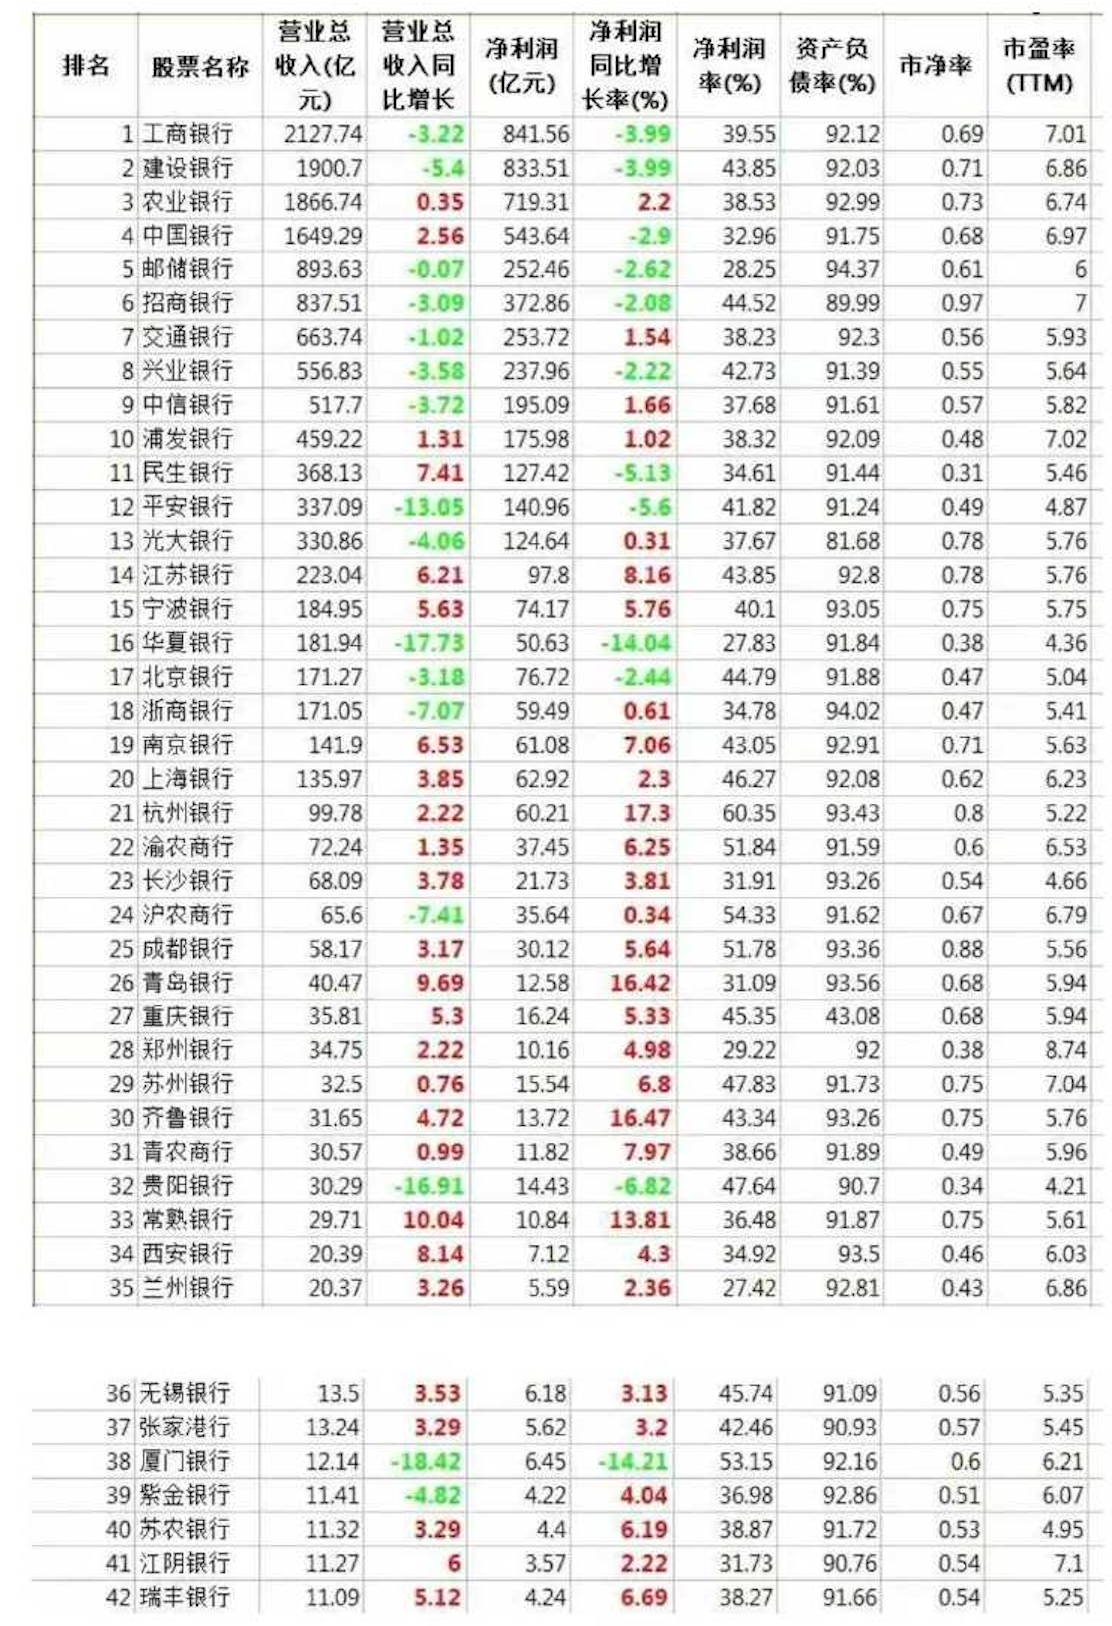 排名 股票名称 营业总收入(亿元) 营业总收入同比增长 净利润(亿元) 净利润同比增长率(%) 净利润率(%) 资产负债率(%) 市净率 市盈率(TTM)
1 工商银行 2127.74 -3.22 841.56 -3.99 39.55 92.12 0.69 7.01
2 建设银行 1900.7 -5.4 833.51 -3.99 43.85 92.03 0.71 6.86
3 农业银行 1866.74 0.35 719.31 2.2 38.53 92.99 0.73 6.74
4 中国银行 1649.29 2.56 543.64 -2.9 32.96 91.75 0.68 6.97
5 邮储银行 893.63 -0.07 252.46 -2.62 28.25 94.37 0.61 6
6 招商银行 837.51 -3.09 372.86 -2.08 44.52 89.99 0.97 7
7 交通银行 663.74 -1.02 253.72 1.54 38.23 92.3 0.56 5.93
8 兴业银行 556.83 -3.58 237.96 -2.22 42.73 91.39 0.55 5.64
9 中信银行 517.7 -3.72 195.09 1.66 37.68 91.61 0.57 5.82
10 浦发银行 459.22 1.31 175.98 1.02 38.32 92.09 0.48 7.02
11 民生银行 368.13 7.41 127.42 -5.13 34.61 91.44 0.31 5.46
12 平安银行 337.09 -13.05 140.96 -5.6 41.82 91.24 0.49 4.87
13 光大银行 330.86 -4.06 124.64 0.31 37.67 81.68 0.78 5.76
14 江苏银行 223.04 6.21 97.8 8.16 43.85 92.8 0.78 5.76
15 宁波银行 184.95 5.63 74.17 5.76 40.1 93.05 0.75 5.75
16 华夏银行 181.94 -17.73 50.63 -14.04 27.83 91.84 0.38 4.36
17 北京银行 171.27 -3.18 76.72 -2.44 44.79 91.88 0.47 5.04
18 浙商银行 171.05 -7.07 59.49 0.61 34.78 94.02 0.47 5.41
19 南京银行 141.9 6.53 61.08 7.06 43.05 92.91 0.71 5.63
20 上海银行 135.97 3.85 62.92 2.3 46.27 92.08 0.62 6.23
21 杭州银行 99.78 2.22 60.21 17.3 60.35 93.43 0.8 5.22
22 渝农商行 72.24 1.35 37.45 6.25 51.84 91.59 0.6 6.53
23 长沙银行 68.09 3.78 21.73 3.81 31.91 93.26 0.54 4.66
24 沪农商行 65.6 -7.41 35.64 0.34 54.33 91.62 0.67 6.79
25 成都银行 58.17 3.17 30.12 5.64 51.78 93.36 0.88 5.56
26 青岛银行 40.47 9.69 12.58 16.42 31.09 93.56 0.68 5.94
27 重庆银行 35.81 5.3 16.24 5.33 45.35 43.08 0.68 5.94
28 郑州银行 34.75 2.22 10.16 4.98 29.22 92 0.38 8.74
29 苏州银行 32.5 0.76 15.54 6.8 47.83 91.73 0.75 7.04
30 齐鲁银行 31.65 4.72 13.72 16.47 43.34 93.26 0.75 5.76
31 青农商行 30.57 0.99 11.82 7.97 38.66 91.89 0.49 5.96
32 贵阳银行 30.29 -16.91 14.43 -6.82 47.64 90.7 0.34 4.21
33 常熟银行 29.71 10.04 10.84 13.81 36.48 91.87 0.75 5.61
34 西安银行 20.39 8.14 7.12 4.3 34.92 93.5 0.46 6.03
35 兰州银行 20.37 3.26 5.59 2.36 27.42 92.81 0.43 6.86
36 无锡银行 13.5 3.53 6.18 3.13 45.74 91.09 0.56 5.35
37 张家港行 13.24 3.29 5.62 3.2 42.46 90.93 0.57 5.45
38 厦门银行 12.14 -18.42 6.45 -14.21 53.15 92.16 0.6 6.21
39 紫金银行 11.41 -4.82 4.22 4.04 36.98 92.86 0.51 6.07
40 苏农银行 11.32 3.29 4.4 6.19 38.87 91.72 0.53 4.95
41 江阴银行 11.27 6 3.57 2.22 31.73 90.76 0.54 7.1
42 瑞丰银行 11.09 5.12 4.24 6.69 38.27 91.66 0.54 5.25